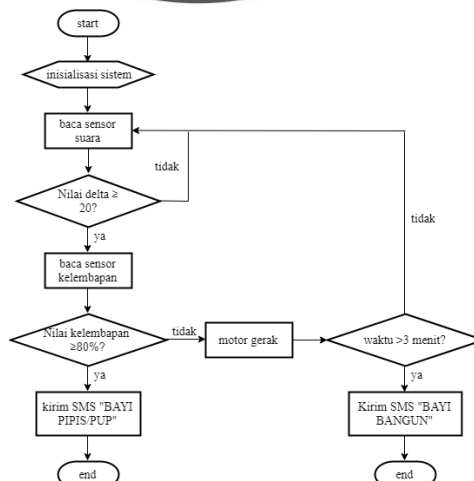 start
inisialisasi sistem
baca sensor
suara
tidak
Nilai delta ≥
20?
ya
baca sensor
kelembapan
tidak
Nilai kelembapan
≥80%?
tidak
motor gerak
waktu >3 menit?
ya
ya
kirim SMS "BAYI
PIPIS/PUP"
Kirim SMS "BAYI
BANGUN"
end
end